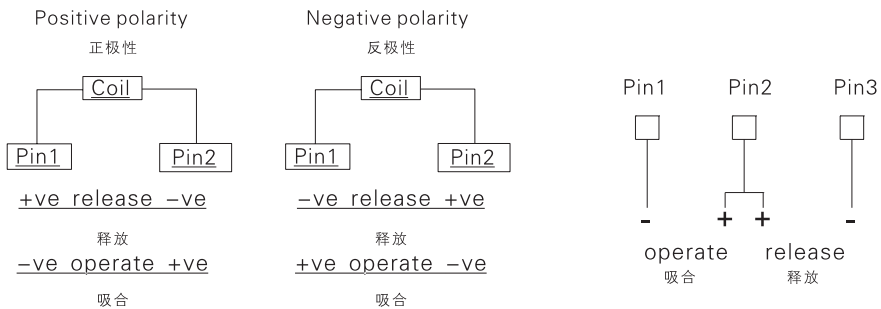 Positive polarity
正极性
Coil
Pin1
Pin2
+ve release –ve
释放
–ve operate +ve
吸合
Negative polarity
反极性
Coil
Pin1
Pin2
–ve release +ve
释放
+ve operate –ve
吸合
Pin1 Pin2 Pin3
- + + -
operate release
吸合 释放